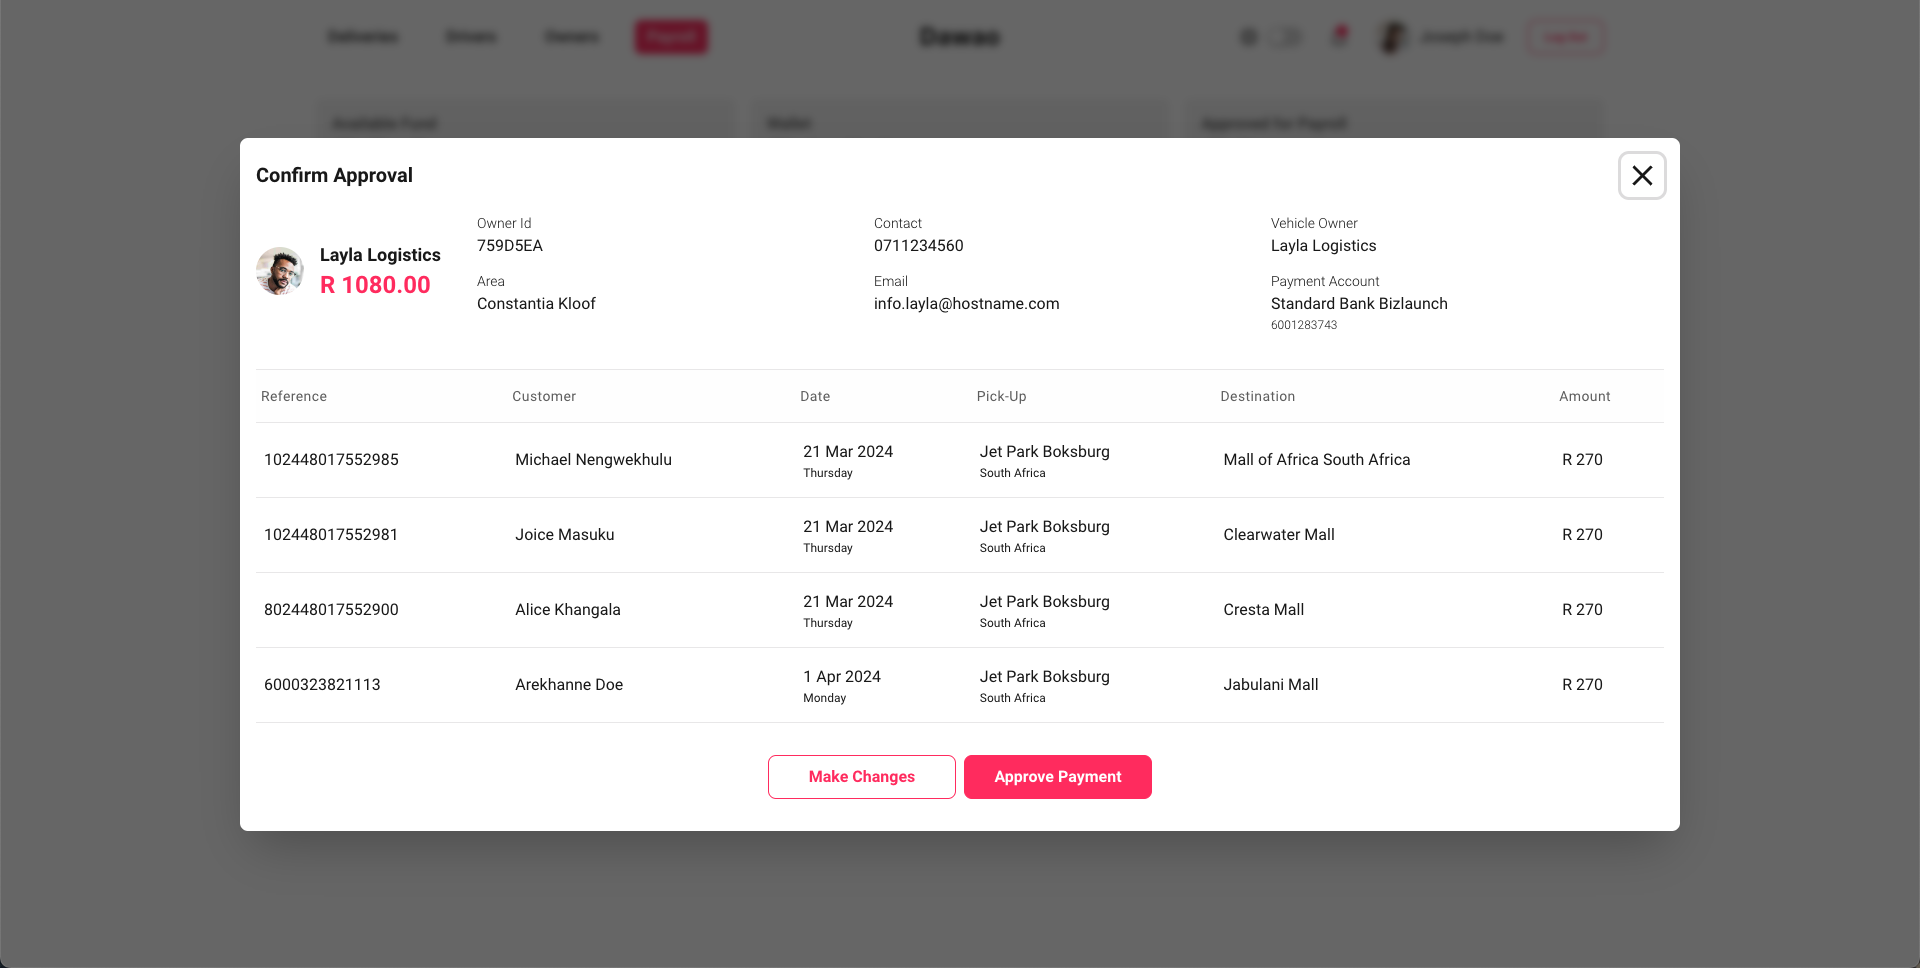 Deliveries
Drivers
Owners
Payroll
Dawao
Joseph Doe
Log Out
Available Fund
Wallet
Approved for Payroll
Confirm Approval
Layla Logistics
R 1080.00
Owner Id
759D5EA
Contact
0711234560
Vehicle Owner
Layla Logistics
Area
Constantia Kloof
Email
info.layla@hostname.com
Payment Account
Standard Bank Bizlaunch
6001283743
Reference Customer Date Pick-Up Destination Amount
102448017552985 Michael Nengwekhulu 21 Mar 2024 Jet Park Boksburg Mall of Africa South Africa R 270
Thursday South Africa
102448017552981 Joice Masuku 21 Mar 2024 Jet Park Boksburg Clearwater Mall R 270
Thursday South Africa
802448017552900 Alice Khangala 21 Mar 2024 Jet Park Boksburg Cresta Mall R 270
Thursday South Africa
6000323821113 Arekhanne Doe 1 Apr 2024 Jet Park Boksburg Jabulani Mall R 270
Monday South Africa
Make Changes
Approve Payment